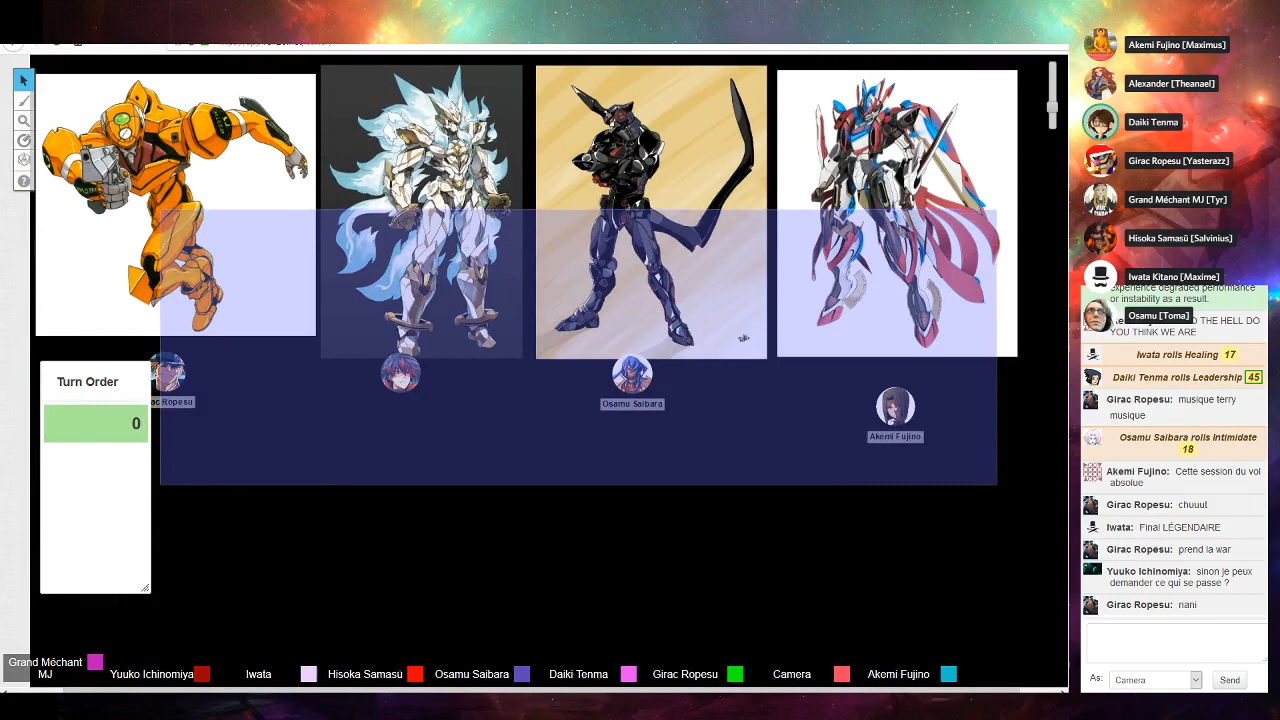 Akemi Fujino [Maximus]
Alexander [Theanael]
Daiki Tenma
Girac Ropesu [Yasterazz]
Grand Méchant MJ [Tyr]
Hisoka Samasū [Salvinius]
Iwata Kitano [Maxime]
Osamu [Toma]
experience degraded performance
or instability as a result.
THE HELL DO
YOU THINK WE ARE
Iwata rolls Healing 17
Daiki Tenma rolls Leadership 45
Girac Ropesu: musique terry
musique
Osamu Saibara rolls Intimidate
18
Akemi Fujino: Cette session du vol
absolue
Girac Ropesu: chuuut
Iwata: Final LÉGENDAIRE
Girac Ropesu: prend la war
Yuuko Ichinomiya: sinon je peux
demander ce qui se passe ?
Girac Ropesu: nani
As: Camera Send
Turn Order
0
ac Ropesu
Osamu Saibara
Akemi Fujino
Grand Méchant
MJ
Yuuko Ichinomiya
Iwata
Hisoka Samasū
Osamu Saibara
Daiki Tenma
Girac Ropesu
Camera
Akemi Fujino